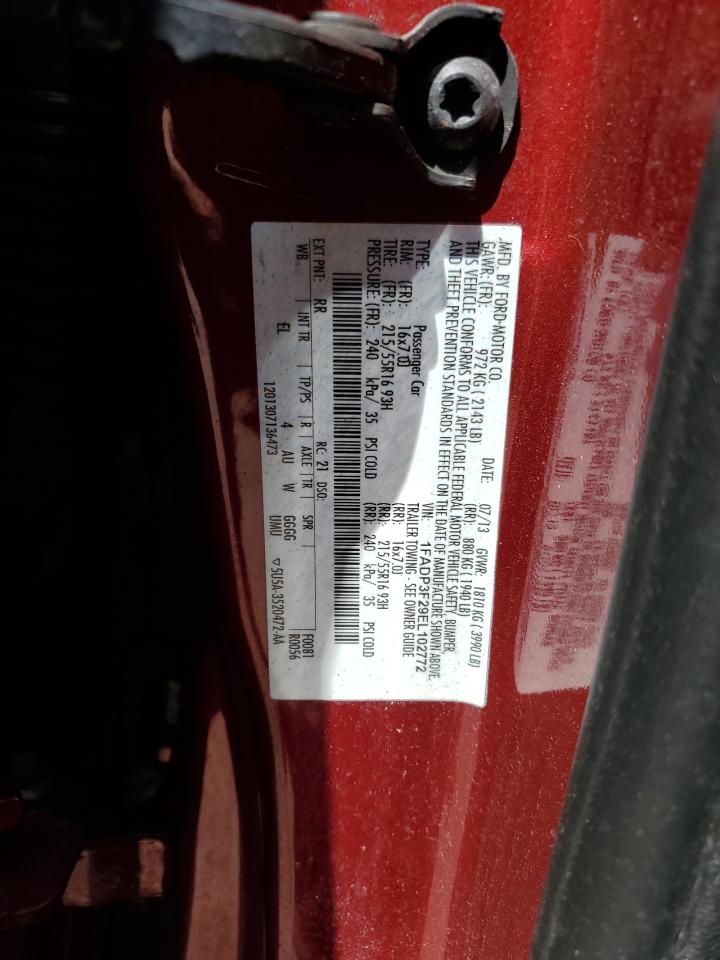 MFD. BY FORD MOTOR CO.
DATE: 07/13 GVWR: 1810 KG ( 3990 LB)
GAWR: (FR): 972 KG ( 2143 LB) (RR): 880 KG ( 1940 LB)
THIS VEHICLE CONFORMS TO ALL APPLICABLE FEDERAL MOTOR VEHICLE SAFETY, BUMPER,
AND THEFT PREVENTION STANDARDS IN EFFECT ON THE DATE OF MANUFACTURE SHOWN ABOVE.
VIN: 1FADP3F29EL102772
TYPE: Passenger Car TRAILER TOWING - SEE OWNER GUIDE
RIM: (FR): 16x7.0J (RR): 16x7.0J
TIRE: (FR): 215/55R16 93H (RR): 215/55R16 93H
PRESSURE: (FR): 240 kPa/ 35 PSI COLD (RR): 240 kPa/ 35 PSI COLD
EXT PNT: RR RC: 21 DSO: F0081
WB INT TR TP/PS R AXLE TR SPR R0056
EL 4 AU W GGGG
1201307136473 UMU ▽ 5U5A-3520472-AA